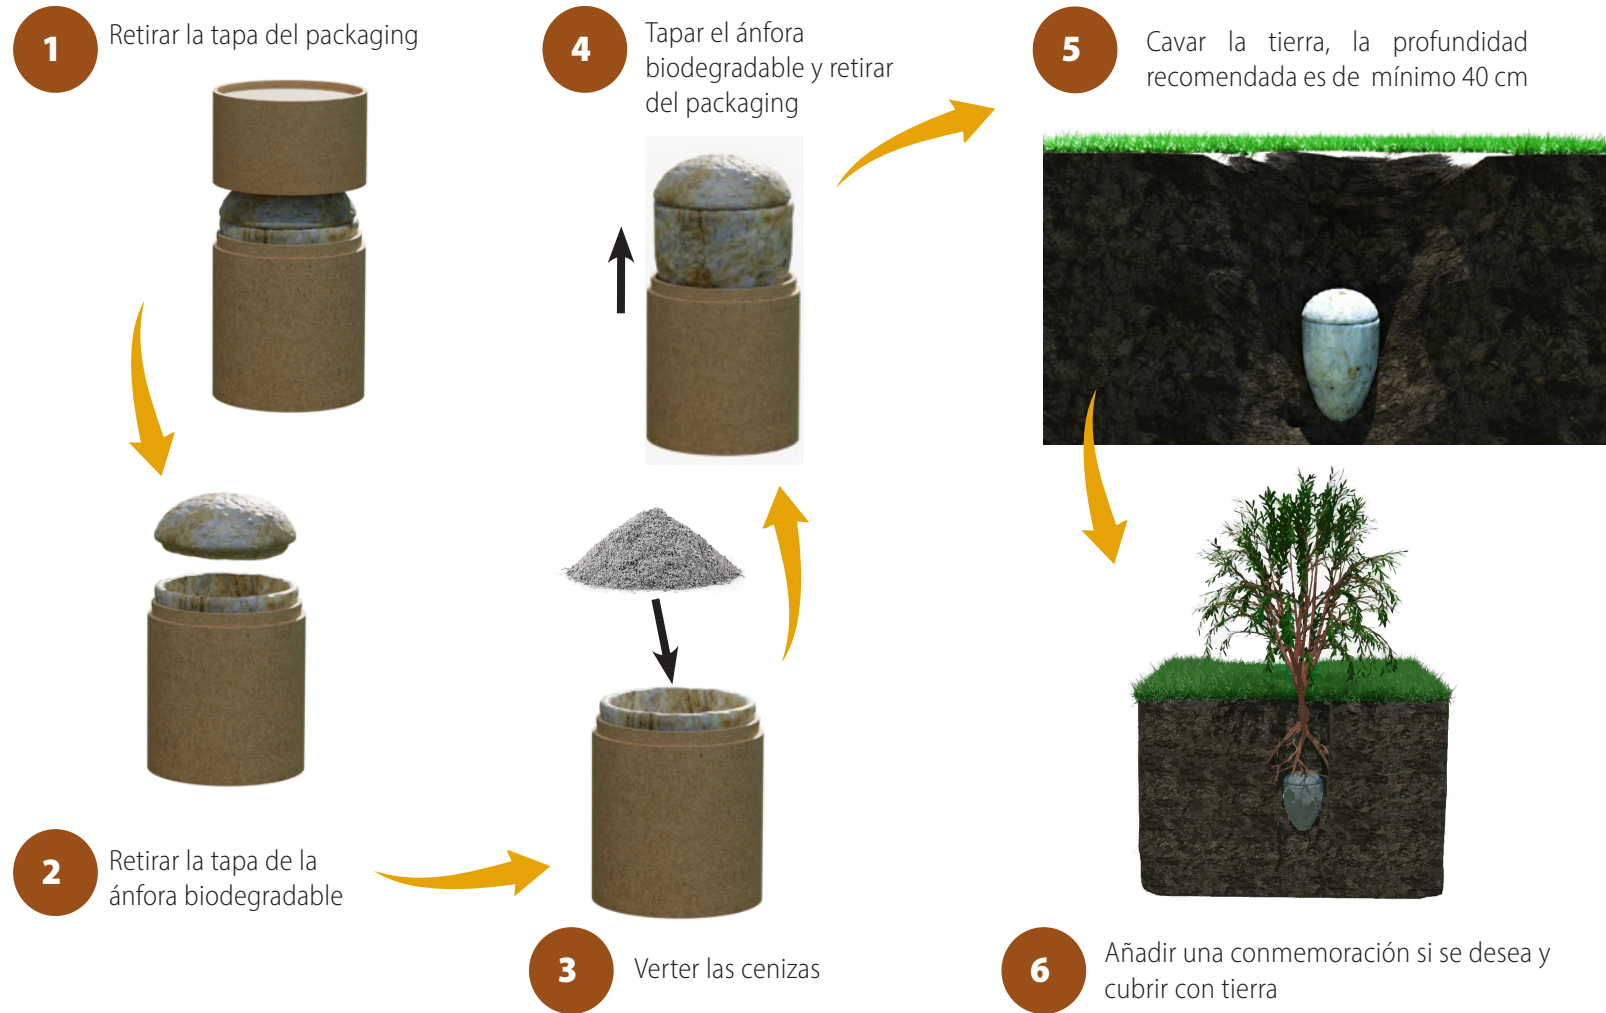 1
Retirar la tapa del packaging
2
Retirar la tapa de la
ánfora biodegradable
3
Verter las cenizas
4
Tapar el ánfora
biodegradable y retirar
del packaging
5
Cavar la tierra, la profundidad
recomendada es de mínimo 40 cm
6
Añadir una conmemoración si se desea y
cubrir con tierra